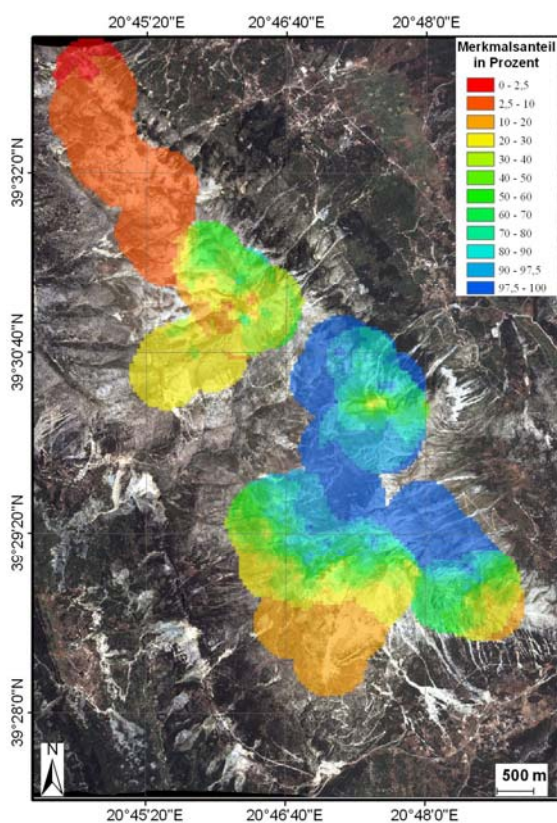 20°45'20"E 20°46'40"E 20°48'0"E
Merkmalsanteil
in Prozent
0 - 2,5
2,5 - 10
10 - 20
20 - 30
30 - 40
40 - 50
50 - 60
60 - 70
70 - 80
80 - 90
90 - 97,5
97,5 - 100
39°32'0"N
39°30'40"N
39°29'20"N
39°28'0"N
N
500 m
20°45'20"E 20°46'40"E 20°48'0"E